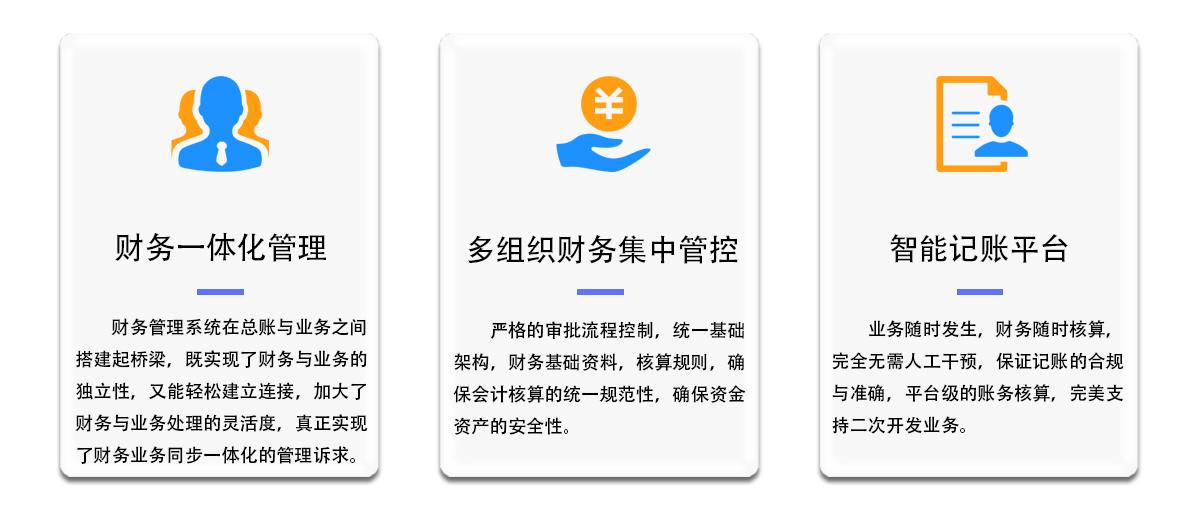 财务一体化管理
财务管理系统在总账与业务之间
搭建起桥梁，既实现了财务与业务的
独立性，又能轻松建立连接，加大了
财务与业务处理的灵活度，真正实现
了财务业务同步一体化的管理诉求。
多组织财务集中管控
严格的审批流程控制，统一基础
架构，财务基础资料，核算规则，确
保会计核算的统一规范性，确保资金
资产的安全性。
智能记账平台
业务随时发生，财务随时核算，
完全无需人工干预，保证记账的合规
与准确，平台级的账务核算，完美支
持二次开发业务。